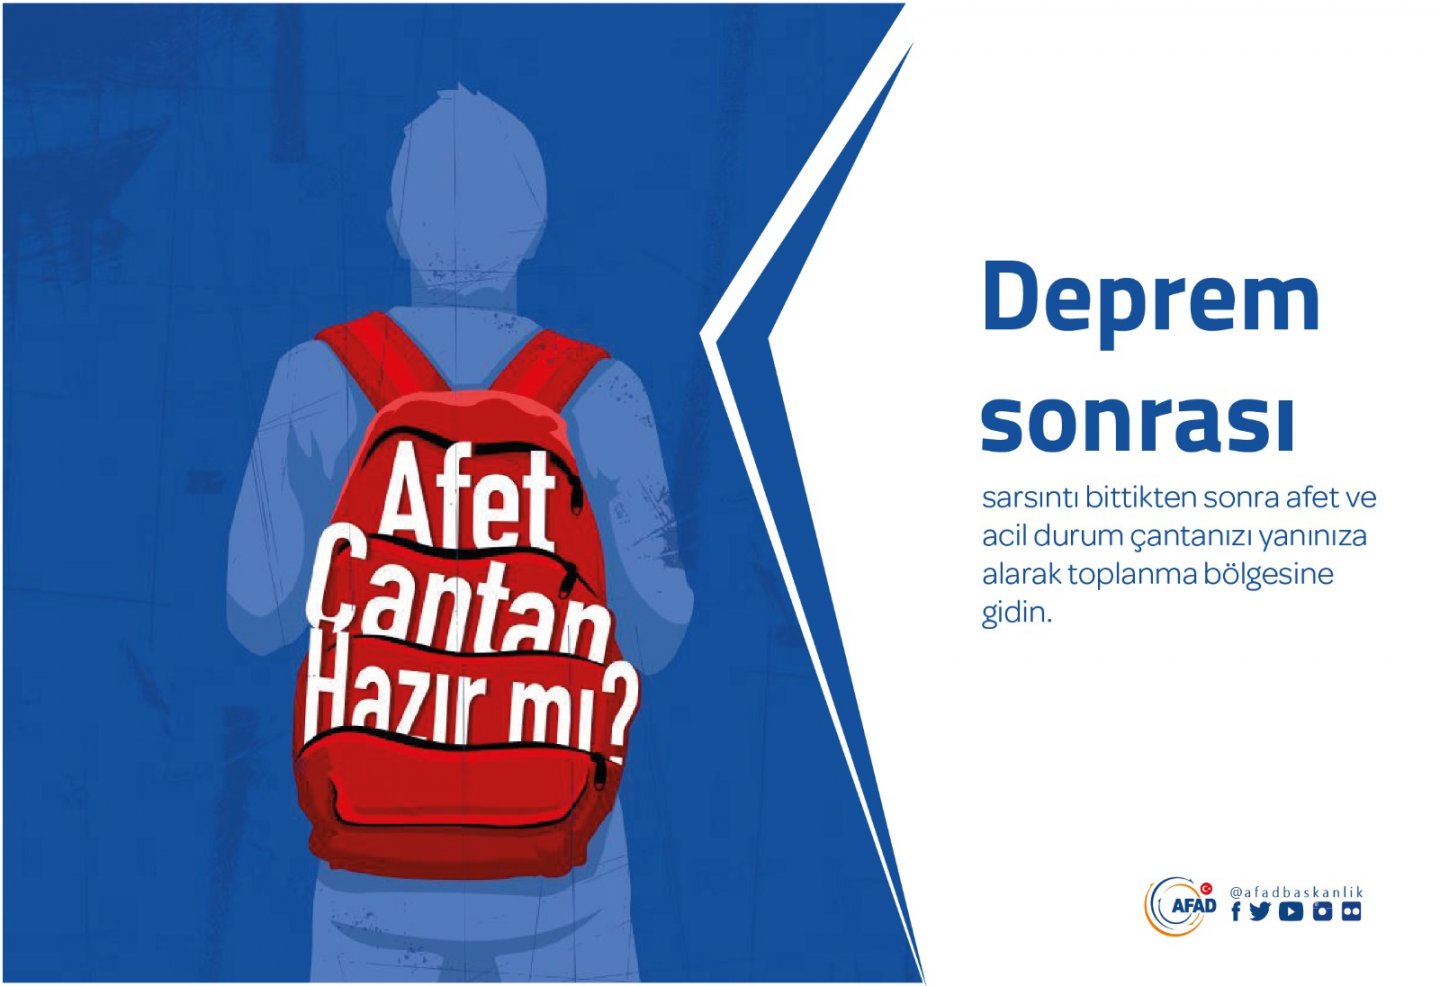 Afet
Çantan
Hazır mı?
Deprem
sonrası
sarsıntı bittikten sonra afet ve
acil durum çantanızı yanınıza
alarak toplanma bölgesine
gidin.
AFAD
@afadbaskanlik